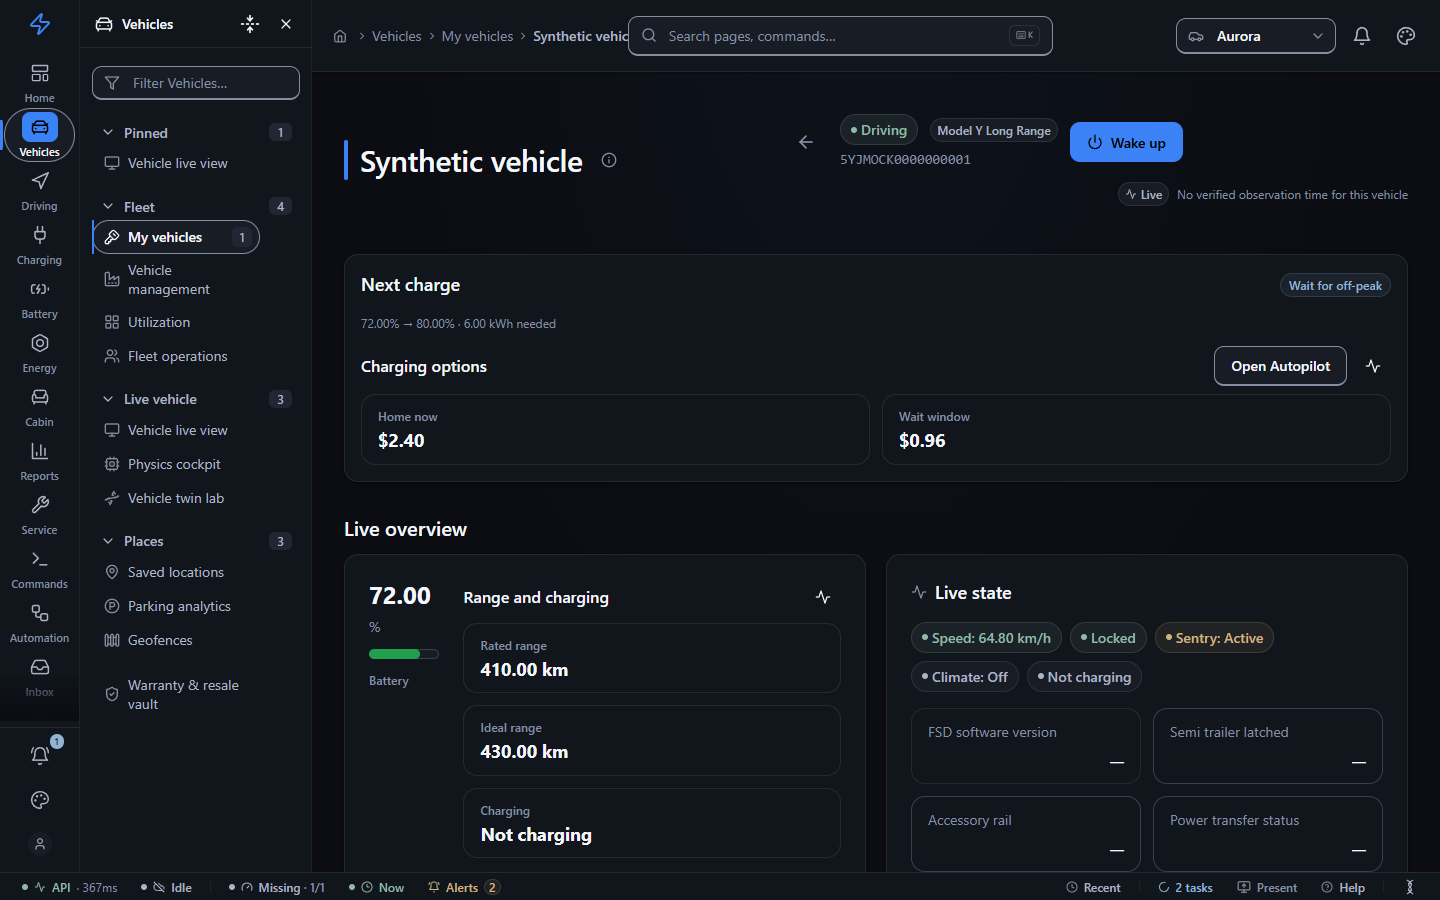 Home
Vehicles
Driving
Charging
Battery
Energy
Cabin
Reports
Service
Commands
Automation
Inbox
1
Vehicles
Filter Vehicles...
Pinned 1
Vehicle live view
Fleet 4
My vehicles 1
Vehicle
management
Utilization
Fleet operations
Live vehicle 3
Vehicle live view
Physics cockpit
Vehicle twin lab
Places 3
Saved locations
Parking analytics
Geofences
Warranty & resale
vault
Vehicles My vehicles Synthetic vehic
Search pages, commands... K
Aurora
Synthetic vehicle
Driving
Model Y Long Range
5YJMOCK0000000001
Wake up
Live No verified observation time for this vehicle
Next charge
Wait for off-peak
72.00% → 80.00% · 6.00 kWh needed
Charging options
Open Autopilot
Home now
$2.40
Wait window
$0.96
Live overview
72.00
%
Battery
Range and charging
Rated range
410.00 km
Ideal range
430.00 km
Charging
Not charging
Live state
Speed: 64.80 km/h
Locked
Sentry: Active
Climate: Off
Not charging
FSD software version
—
Semi trailer latched
—
Accessory rail
—
Power transfer status
—
API · 367ms
Idle
Missing · 1/1
Now
Alerts 2
Recent
2 tasks
Present
Help